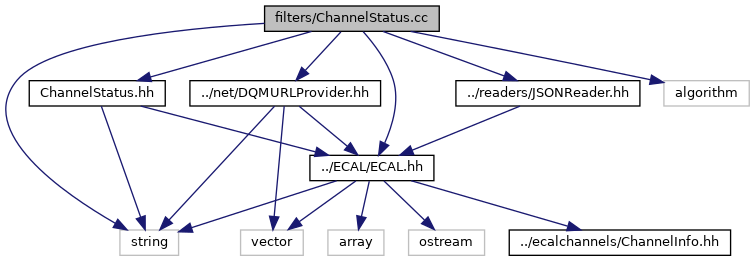 filters/ChannelStatus.cc
ChannelStatus.hh
../net/DQMURLProvider.hh
../readers/JSONReader.hh
algorithm
../ECAL/ECAL.hh
string
vector
array
ostream
../ecalchannels/ChannelInfo.hh